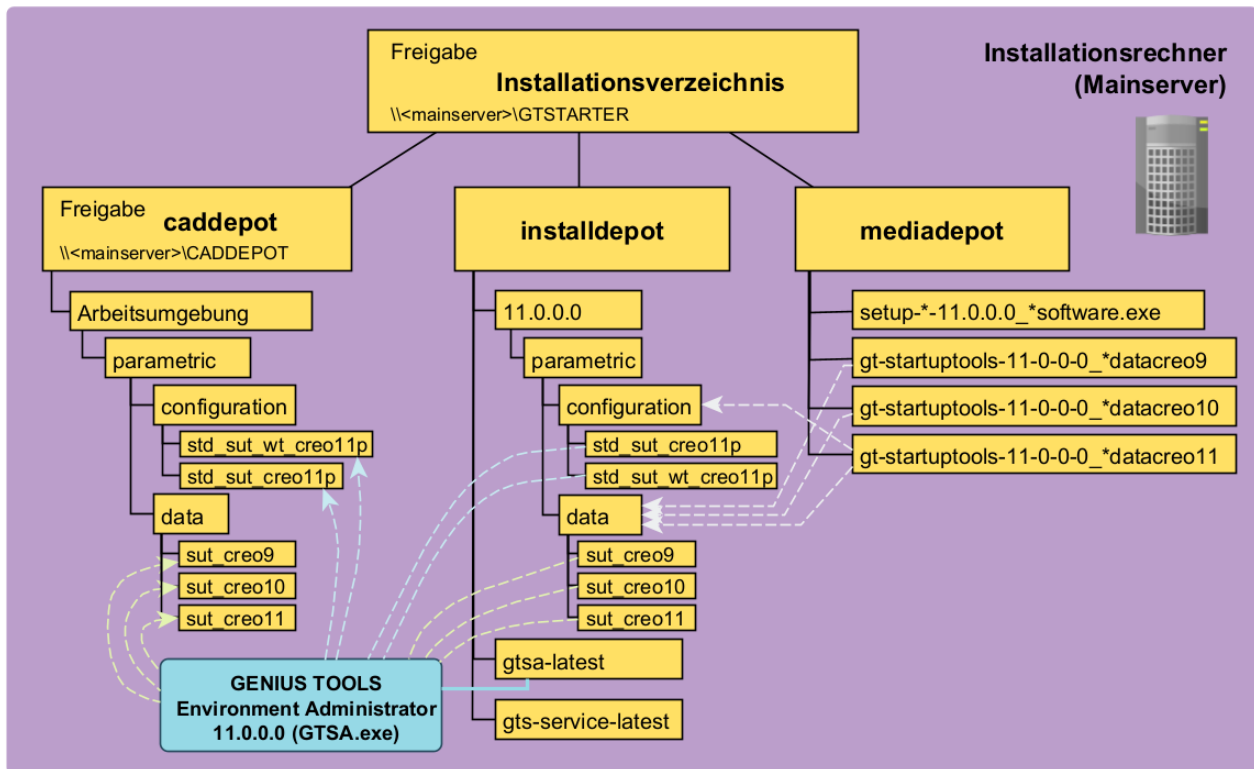 Installationsrechner
(Mainserver)
Freigabe
Installationsverzeichnis
\\<mainserver>\GTSTARTER
Freigabe
caddepot
\\<mainserver>\CADDEPOT
Arbeitsumgebung
parametric
configuration
std_sut_wt_creo11p
std_sut_creo11p
data
sut_creo9
sut_creo10
sut_creo11
installdepot
11.0.0.0
parametric
configuration
std_sut_creo11p
std_sut_wt_creo11p
data
sut_creo9
sut_creo10
sut_creo11
gtsa-latest
gts-service-latest
mediadepot
setup-*-11.0.0.0_*software.exe
gt-startuptools-11-0-0-0_*datacreo9
gt-startuptools-11-0-0-0_*datacreo10
gt-startuptools-11-0-0-0_*datacreo11
GENIUS TOOLS
Environment Administrator
11.0.0.0 (GTSA.exe)